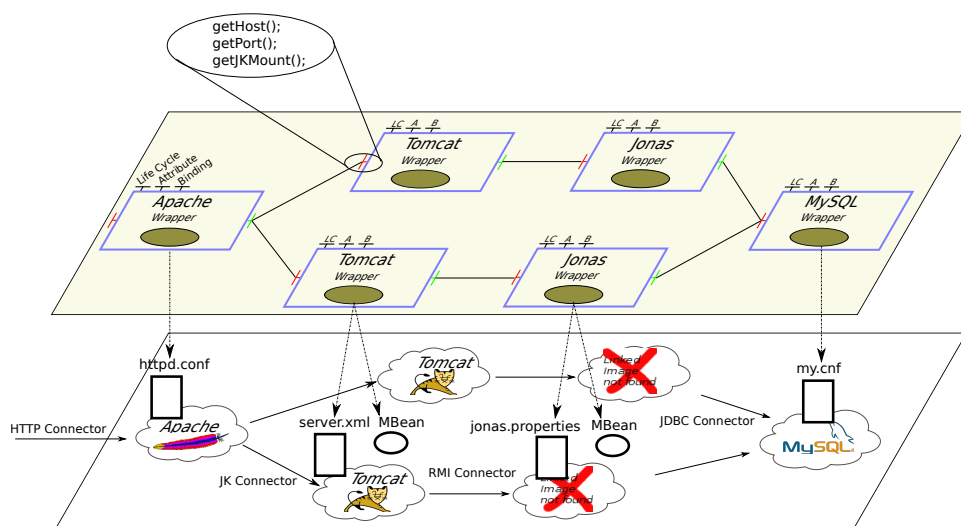 getHost();
getPort();
getJKMount();
LC A B
Tomcat
Wrapper
LC A B
Jonas
Wrapper
Life Cycle
Attribute
Binding
Apache
Wrapper
LC A B
MySQL
Wrapper
LC A B
Tomcat
Wrapper
LC A B
Jonas
Wrapper
httpd.conf
Tomcat
Linked
Image
not found
my.cnf
HTTP Connector
Apache
server.xml
MBean
jonas.properties
MBean
JDBC Connector
MySQL
JK Connector
Tomcat
RMI Connector
Linked
Image
not found